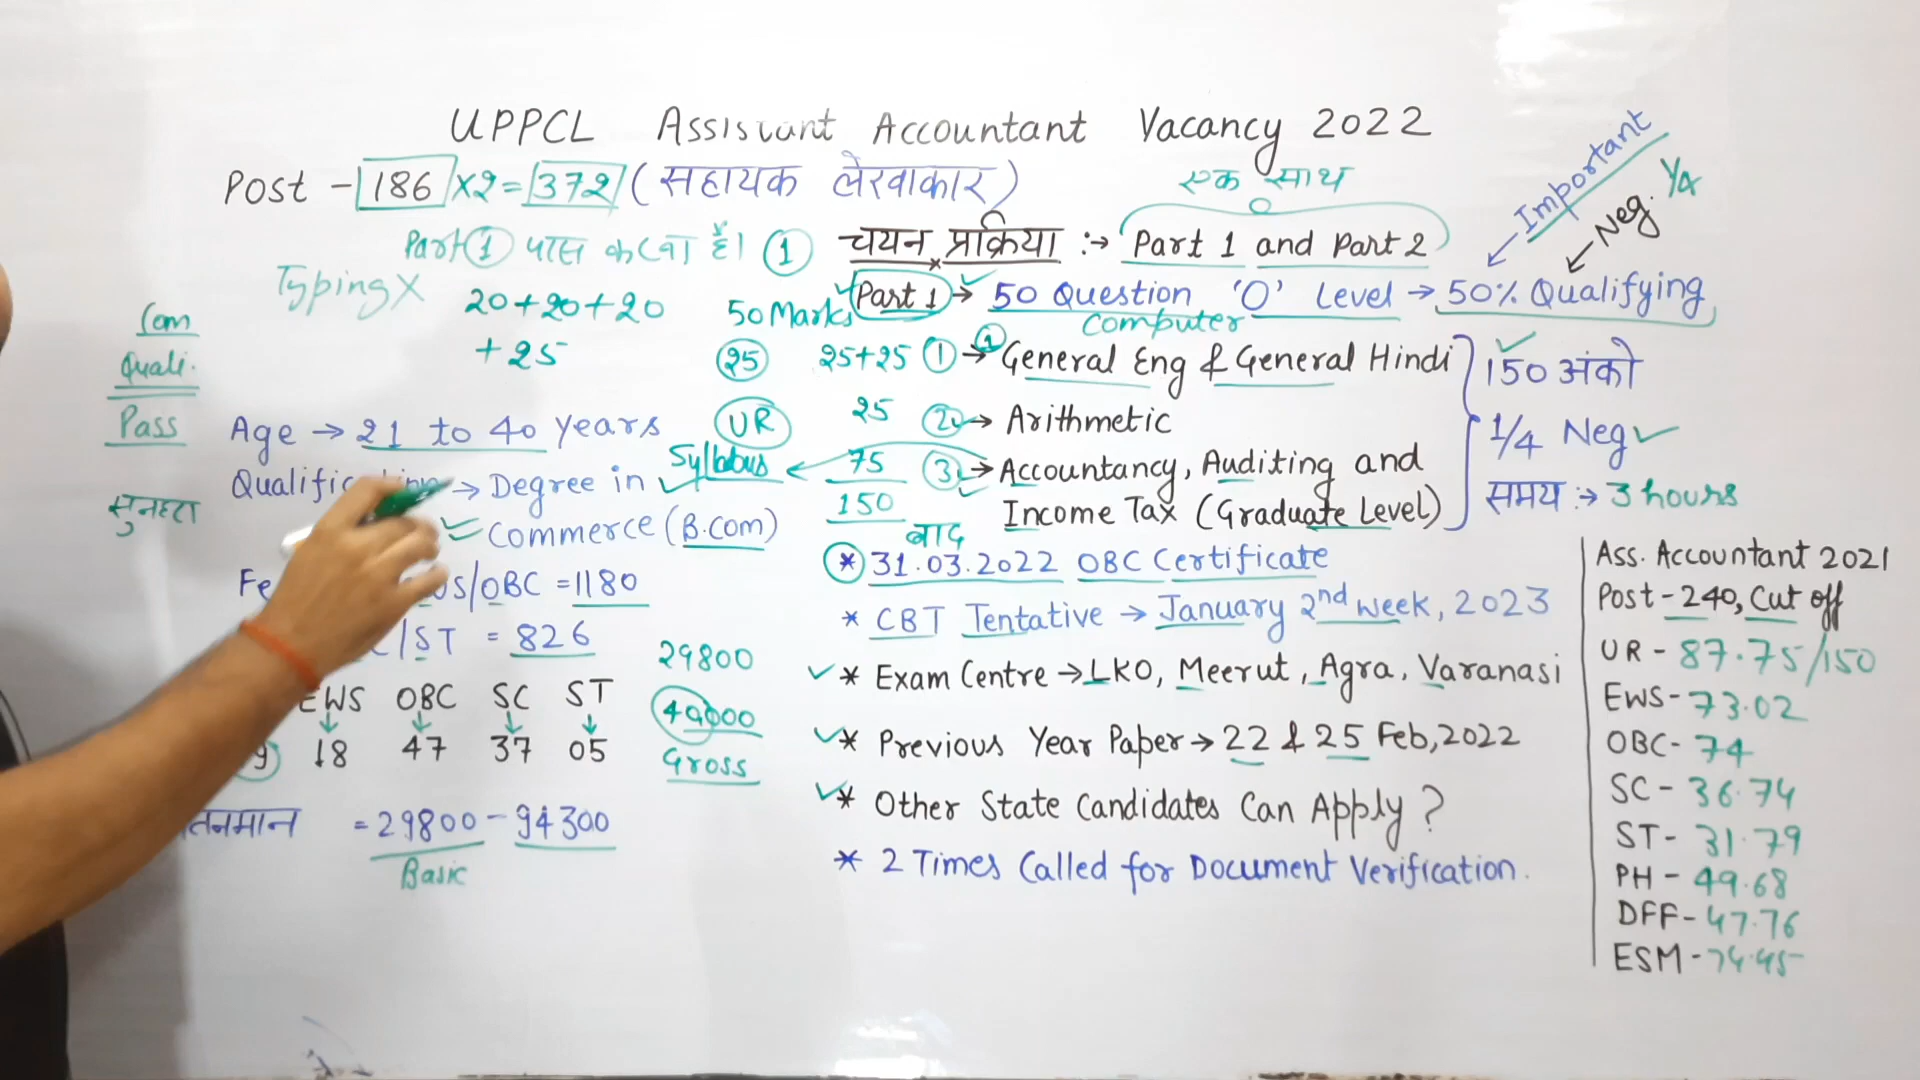 UPPCL Assistant Accountant Vacancy 2022
Post - 186 ×2 = 372 (सहायक लेखाकार)
एक साथ
Important
Neg. 1/4
Part 1 पास करना है। 1
चयन प्रक्रिया :→ Part 1 and Part 2
Typing X
20+20+20
+25
50 Marks
Part 1 → 50 Question 'O' Level → 50% Qualifying
Computer
Com
Quali.
Pass
सुनहरा
25 25+25 1 → 1 General Eng & General Hindi
UR 25 2 → Arithmetic
Syllabus 75 3 → Accountancy, Auditing and
150 Income Tax (Graduate Level)
150 अंको
1/4 Neg
समय :→ 3 hours
Age → 21 to 40 Years
→ Degree in
Commerce (B.Com)
/OBC = 1180
/ST = 826
EWS OBC SC ST
18 47 37 05
29800
40000
Gross
= 29800 - 94300
Basic
बाद
* 31.03.2022 OBC Certificate
* CBT Tentative → January 2nd week, 2023
* Exam Centre → LKO, Meerut, Agra, Varanasi
* Previous Year Paper → 22 & 25 Feb, 2022
* Other State Candidates Can Apply ?
* 2 Times Called for Document Verification.
Ass. Accountant 2021
Post - 240, Cut off
UR - 87.75/150
EWS - 73.02
OBC - 74
SC - 36.74
ST - 31.79
PH - 49.68
DFF - 47.76
ESM - 74.45